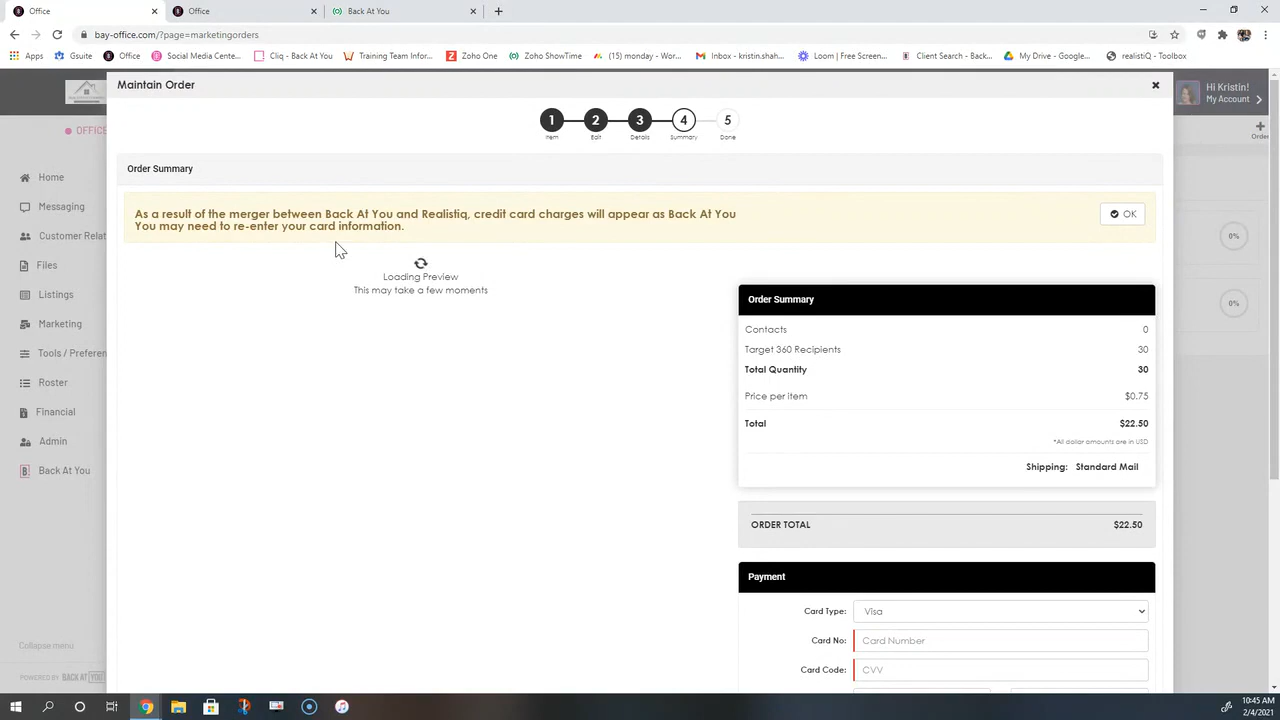 Office
Office
Back At You
bay-office.com/?page=marketingorders
Apps
Gsuite
Office
Social Media Cente...
Cliq - Back At You
Training Team Infor...
Zoho One
Zoho ShowTime
(15) monday - Wor...
Inbox - kristin.shah...
Loom | Free Screen...
Client Search - Back...
My Drive - Google...
realistiQ - Toolbox
Maintain Order
Hi Kristin!
My Account
OFFICE
Order
1 2 3 4 5
Item Edit Details Summary Done
Order Summary
As a result of the merger between Back At You and Realistiq, credit card charges will appear as Back At You
You may need to re-enter your card information.
OK
Loading Preview
This may take a few moments
Home
Messaging
Customer Relat
Files
Listings
Marketing
Tools / Preferen
Roster
Financial
Admin
Back At You
Collapse menu
POWERED BY BACK AT YOU
0%
0%
Order Summary
Contacts 0
Target 360 Recipients 30
Total Quantity 30
Price per item $0.75
Total $22.50
*All dollar amounts are in USD
Shipping: Standard Mail
ORDER TOTAL $22.50
Payment
Card Type: Visa
Card No: Card Number
Card Code: CVV
10:45 AM
2/4/2021